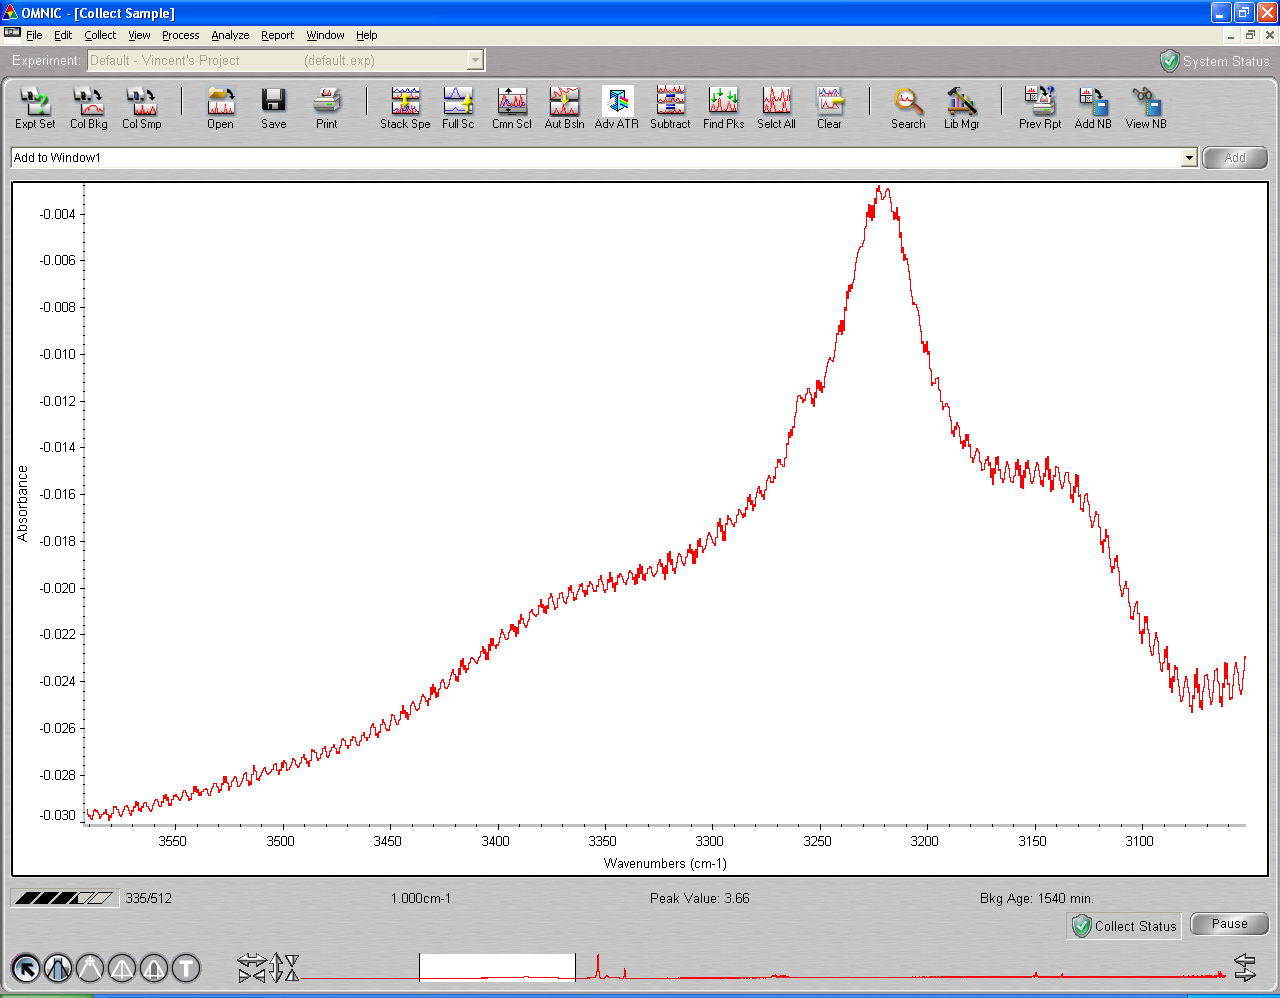 OMNIC - [Collect Sample]
File Edit Collect View Process Analyze Report Window Help
Experiment: Default - Vincent's Project (default.exp) System Status
Expt Set Col Bkg Col Smp Open Save Print Stack Spe Full Sc Cmn Scl Aut Bsln Adv ATR Subtract Find Pks Selct All Clear Search Lib Mgr Prev Rpt Add NB View NB
Add to Window1 Add
-0.004
-0.006
-0.008
-0.010
-0.012
-0.014
-0.016
-0.018
-0.020
-0.022
-0.024
-0.026
-0.028
-0.030
Absorbance
3550 3500 3450 3400 3350 3300 3250 3200 3150 3100
Wavenumbers (cm-1)
335/512 1.000cm-1 Peak Value: 3.66 Bkg Age: 1540 min.
Collect Status Pause
T